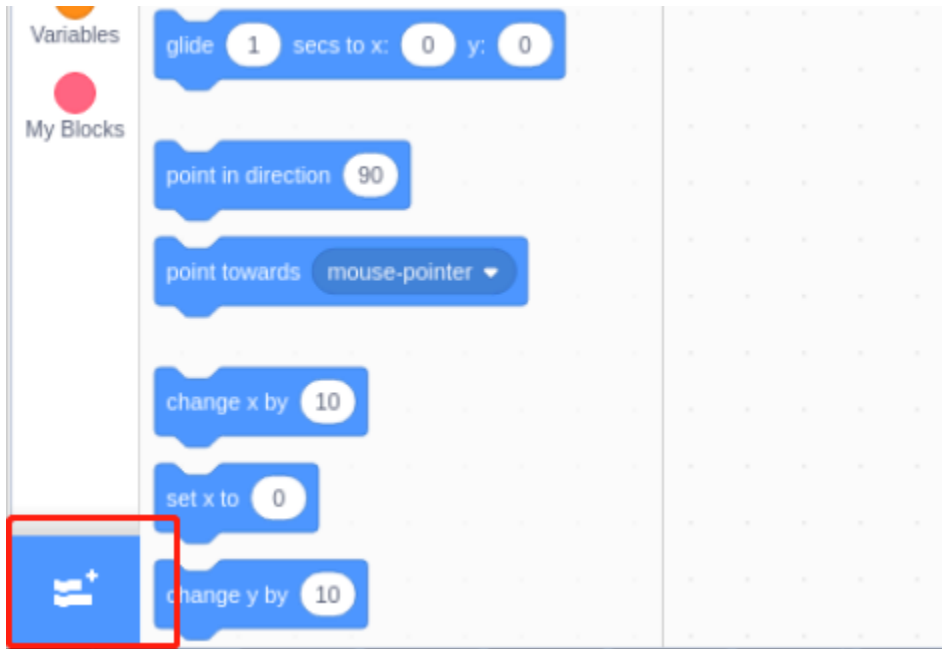 Variables
My Blocks
glide 1 secs to x: 0 y: 0
point in direction 90
point towards mouse-pointer
change x by 10
set x to 0
change y by 10